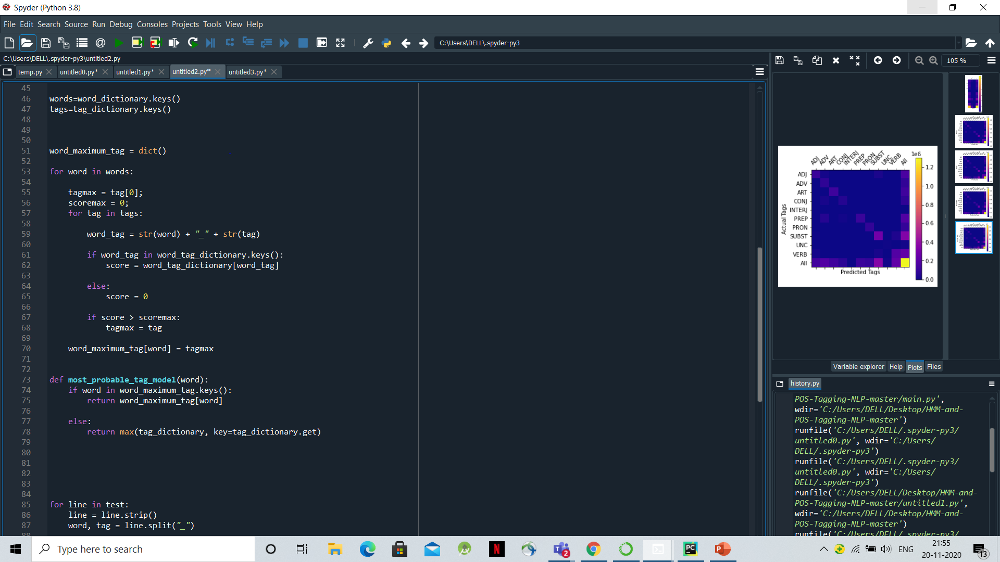 Spyder (Python 3.8)
File Edit Search Source Run Debug Consoles Projects Tools View Help
C:\Users\DELL\.spyder-py3
C:\Users\DELL\.spyder-py3\untitled2.py
temp.py untitled0.py* untitled1.py* untitled2.py* untitled3.py*
45
46 words=word_dictionary.keys()
47 tags=tag_dictionary.keys()
48
49
50
51 word_maximum_tag = dict()
52
53 for word in words:
54
55 tagmax = tag[0];
56 scoremax = 0;
57 for tag in tags:
58
59 word_tag = str(word) + "_" + str(tag)
60
61 if word_tag in word_tag_dictionary.keys():
62 score = word_tag_dictionary[word_tag]
63
64 else:
65 score = 0
66
67 if score > scoremax:
68 tagmax = tag
69
70 word_maximum_tag[word] = tagmax
71
72
73 def most_probable_tag_model(word):
74 if word in word_maximum_tag.keys():
75 return word_maximum_tag[word]
76
77 else:
78 return max(tag_dictionary, key=tag_dictionary.get)
79
80
81
82
83
84
85 for line in test:
86 line = line.strip()
87 word, tag = line.split("_")
88
105 %
ADJ ADV ART CONJ INTERJ PREP PRON SUBST UNC VERB All
1e6
ADJ
ADV
ART
CONJ
INTERJ
PREP
PRON
SUBST
UNC
VERB
All
Actual Tags
Predicted Tags
1.2
1.0
0.8
0.6
0.4
0.2
0.0
Variable explorer Help Plots Files
history.py
POS-Tagging-NLP-master/main.py',
wdir='C:/Users/DELL/Desktop/HMM-and-
POS-Tagging-NLP-master')
runfile('C:/Users/DELL/.spyder-py3/
untitled0.py', wdir='C:/Users/
DELL/.spyder-py3')
runfile('C:/Users/DELL/.spyder-py3/
untitled0.py', wdir='C:/Users/
DELL/.spyder-py3')
runfile('C:/Users/DELL/Desktop/HMM-and-
POS-Tagging-NLP-master/untitled1.py',
wdir='C:/Users/DELL/Desktop/HMM-and-
POS-Tagging-NLP-master')
runfile('C:/Users/DELL/.spyder-py3/
Type here to search
2
ENG
21:55
20-11-2020
13